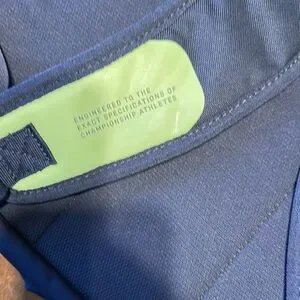 ENGINEERED TO THE
EXACT SPECIFICATIONS OF
CHAMPIONSHIP ATHLETES